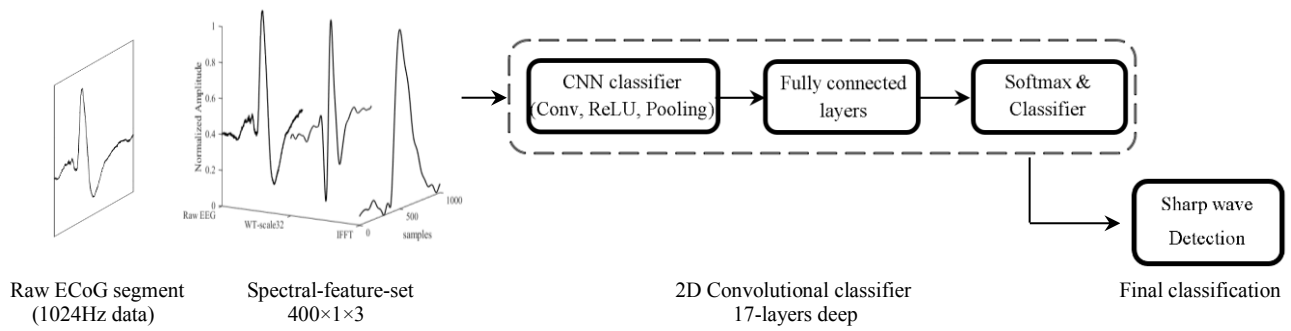 1
0.8
0.6
0.4
0.2
0
Normalized Amplitude
Raw EEG
WT-scale32
IFFT
0
500
1000
samples
CNN classifier
(Conv, ReLU, Pooling)
Fully connected
layers
Softmax &
Classifier
Sharp wave
Detection
Raw ECoG segment
(1024Hz data)
Spectral-feature-set
400×1×3
2D Convolutional classifier
17-layers deep
Final classification